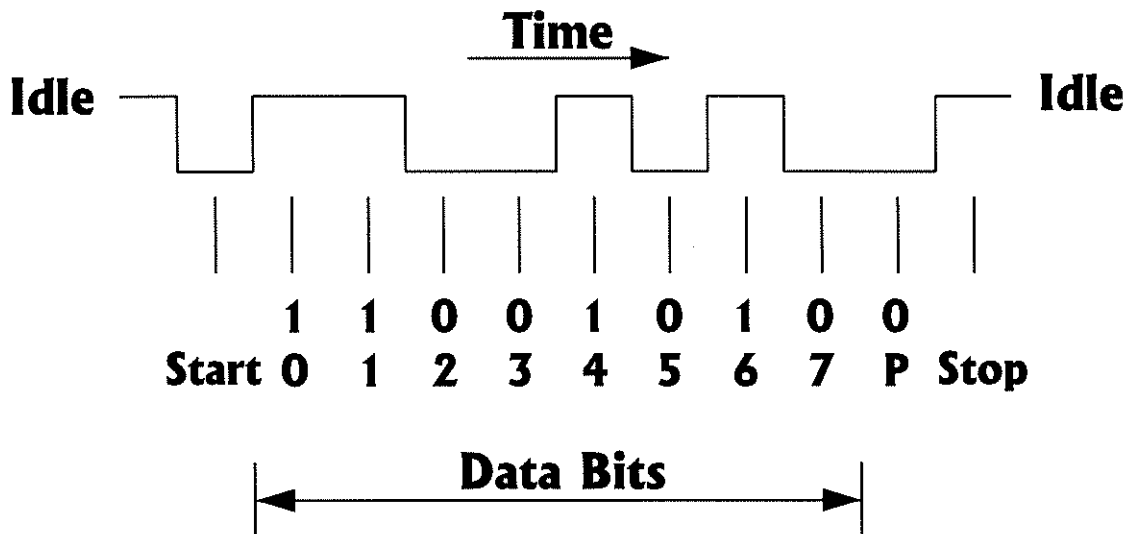 Time
Idle Idle
1 1 0 0 1 0 1 0 0
Start 0 1 2 3 4 5 6 7 P Stop
Data Bits